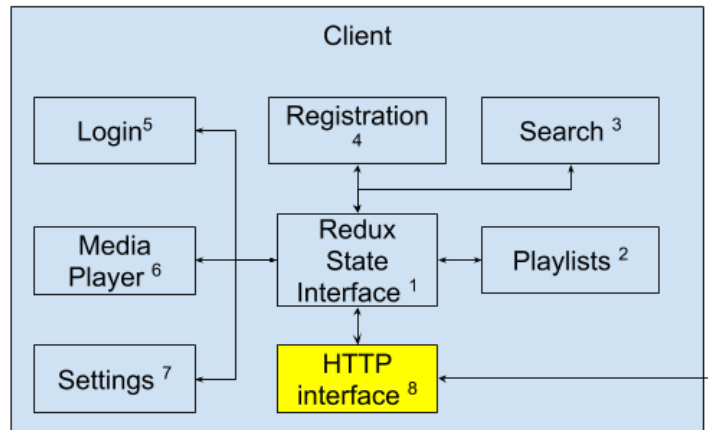 Client
Login⁵
Registration
4
Search ³
Media
Player ⁶
Redux
State
Interface ¹
Playlists ²
Settings ⁷
HTTP
interface ⁸